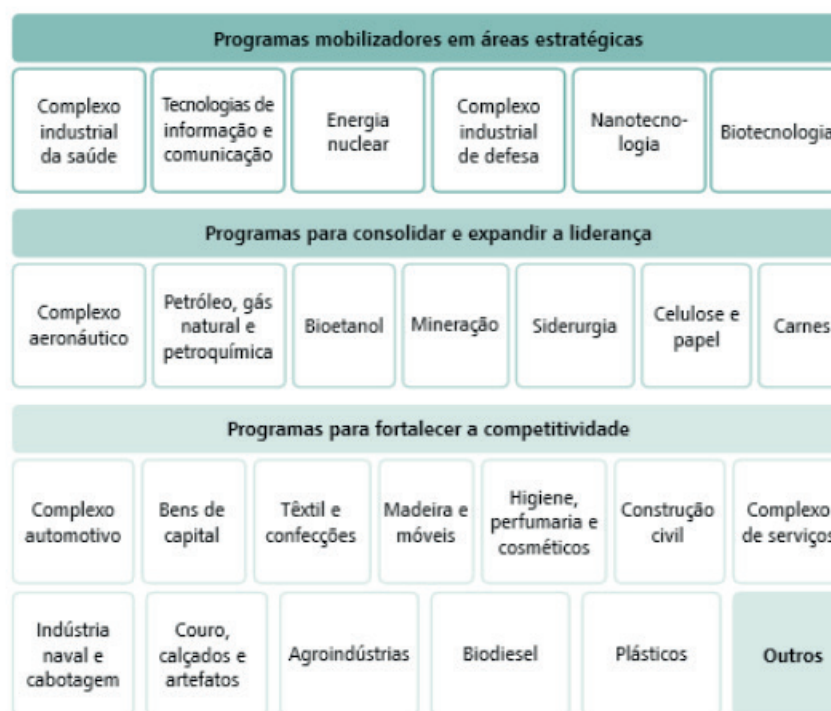 Programas mobilizadores em áreas estratégicas
Complexo
industrial
da saúde
Tecnologias de
informação e
comunicação
Energia
nuclear
Complexo
industrial
de defesa
Nanotecno-
logia
Biotecnologia
Programas para consolidar e expandir a liderança
Complexo
aeronáutico
Petróleo, gás
natural e
petroquímica
Bioetanol
Mineração
Siderurgia
Celulose e
papel
Carnes
Programas para fortalecer a competitividade
Complexo
automotivo
Bens de
capital
Têxtil e
confecções
Madeira e
móveis
Higiene,
perfumaria e
cosméticos
Construção
civil
Complexo
de serviços
Indústria
naval e
cabotagem
Couro,
calçados e
artefatos
Agroindústrias
Biodiesel
Plásticos
Outros